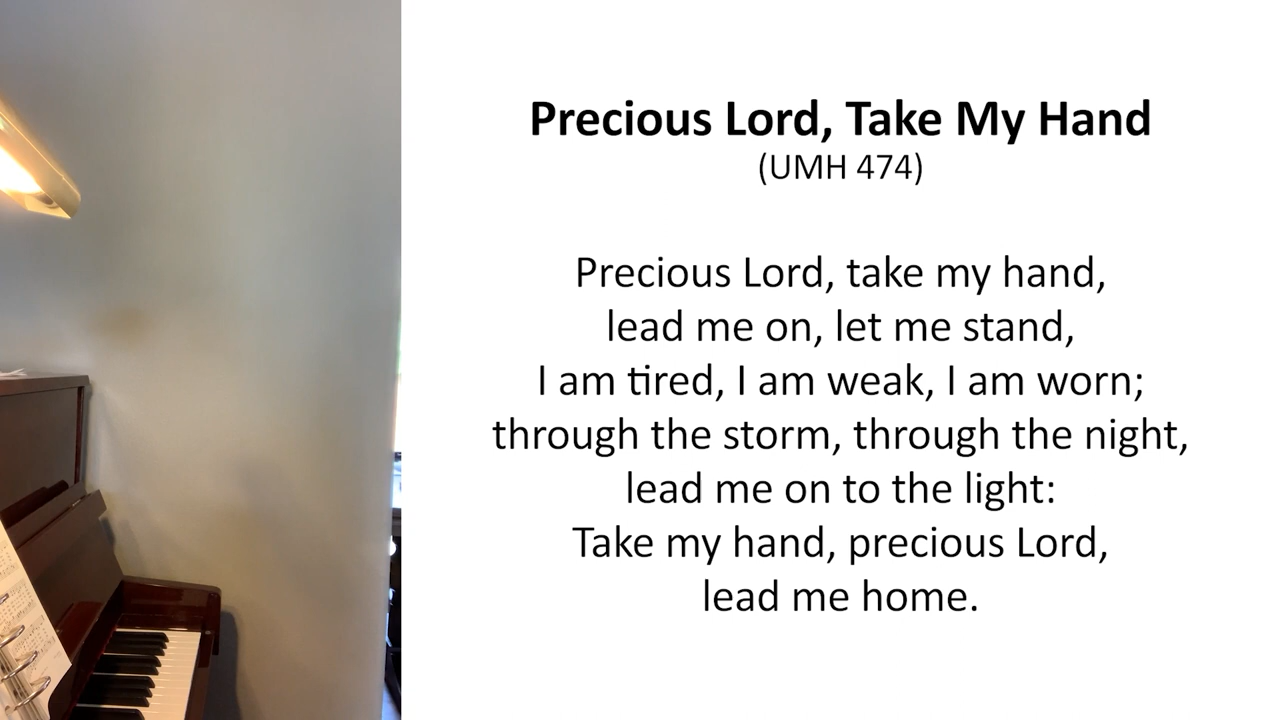 Precious Lord, Take My Hand
(UMH 474)
Precious Lord, take my hand,
lead me on, let me stand,
I am tired, I am weak, I am worn;
through the storm, through the night,
lead me on to the light:
Take my hand, precious Lord,
lead me home.